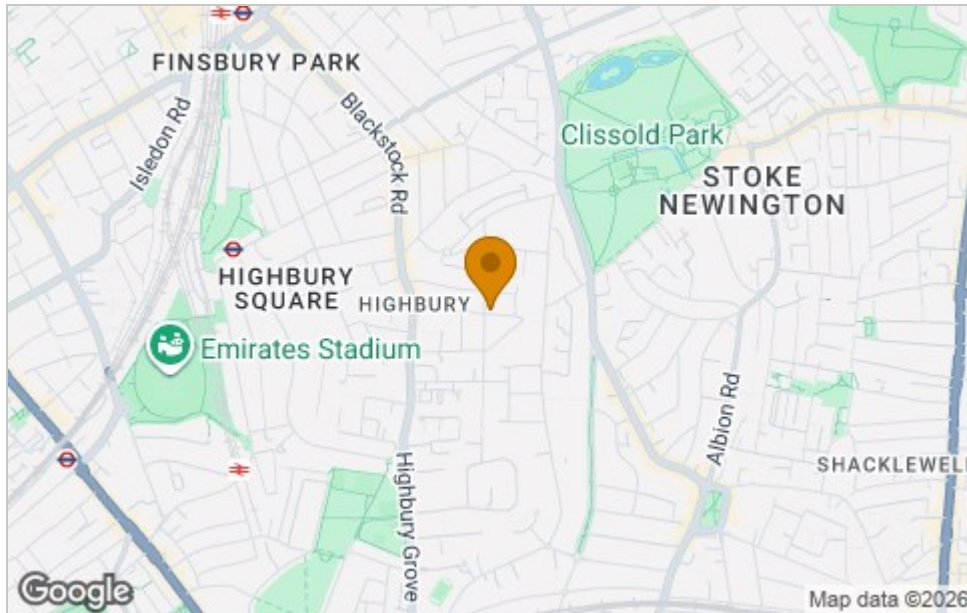 FINSBURY PARK
Isledon Rd
Blackstock Rd
Clissold Park
STOKE
NEWINGTON
HIGHBURY
SQUARE
HIGHBURY
Emirates Stadium
Albion Rd
SHACKLEWELL
Highbury Grove
Google
Map data ©2026